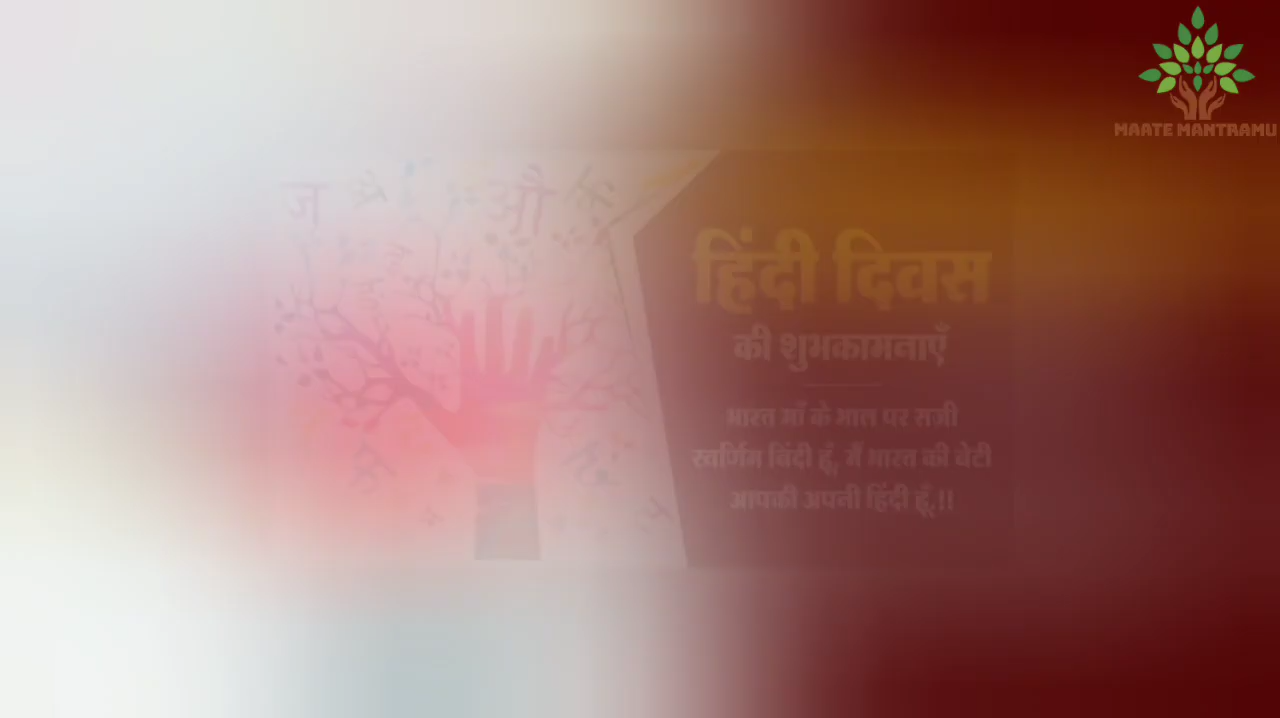 MAATE MANTRAMU
ज
औ
हिंदी दिवस
की शुभकामनाएँ
भारत माँ के भाल पर सजी
स्वर्णिम बिंदी हूँ, मैं भारत की बेटी
आपकी अपनी हिंदी हूँ.!!